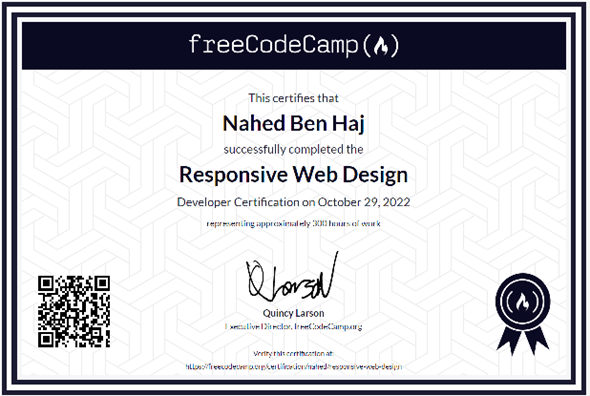 freeCodeCamp(🔥)
This certifies that
Nahed Ben Haj
successfully completed the
Responsive Web Design
Developer Certification on October 29, 2022
representing approximately 300 hours of work
Q Larson
Quincy Larson
Executive Director, freeCodeCamp.org
Verify this certification at:
https://freecodecamp.org/certification/nahed/responsive-web-design